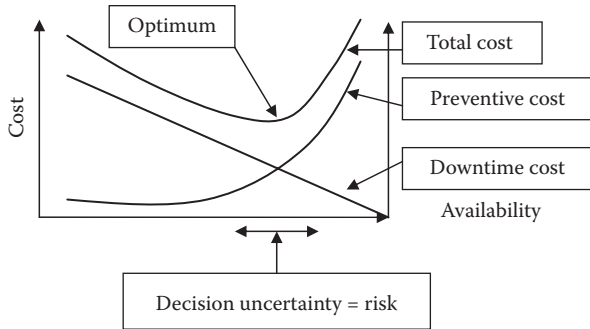 Optimum
Total cost
Preventive cost
Cost
Downtime cost
Availability
Decision uncertainty = risk